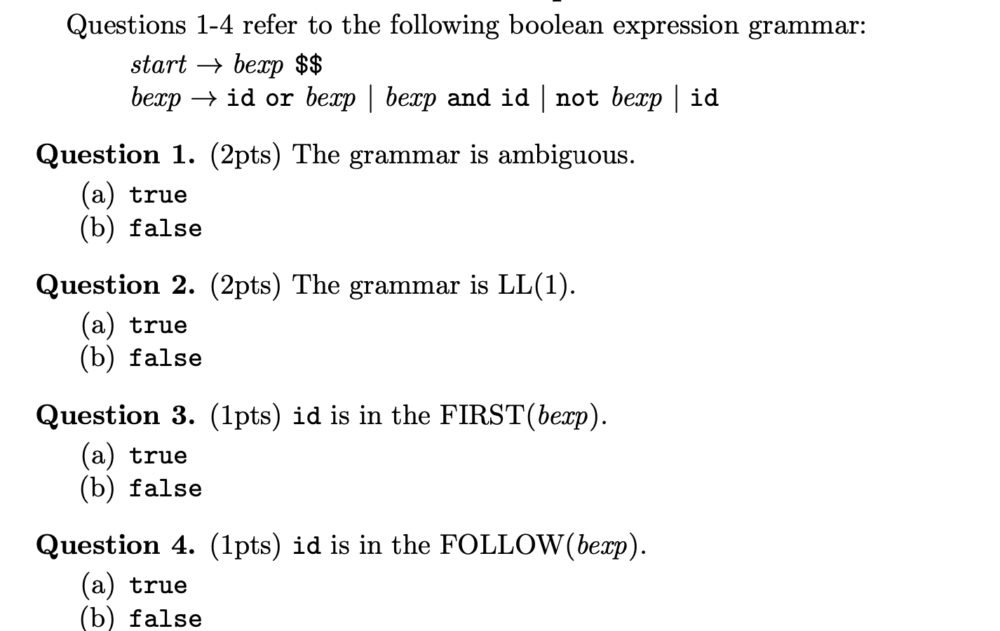 Questions 1-4 refer to the following boolean expression grammar:
start → bexp $$
bexp → id or bexp | bexp and id | not bexp | id
Question 1. (2pts) The grammar is ambiguous.
(a) true
(b) false
Question 2. (2pts) The grammar is LL(1).
(a) true
(b) false
Question 3. (1pts) id is in the FIRST(bexp).
(a) true
(b) false
Question 4. (1pts) id is in the FOLLOW(bexp).
(a) true
(b) false